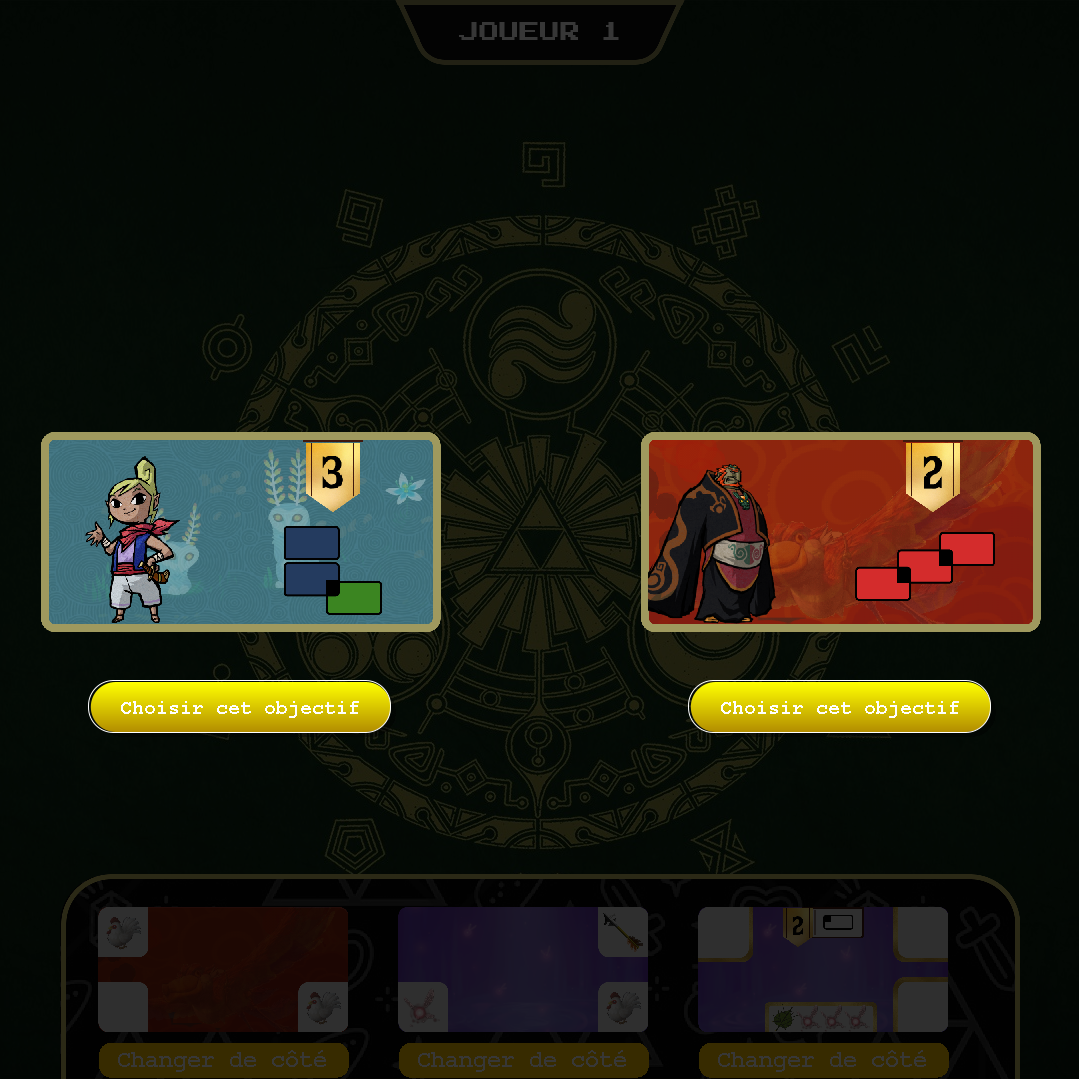 JOUEUR 1
3
2
Choisir cet objectif
Choisir cet objectif
2
Changer de côté
Changer de côté
Changer de côté